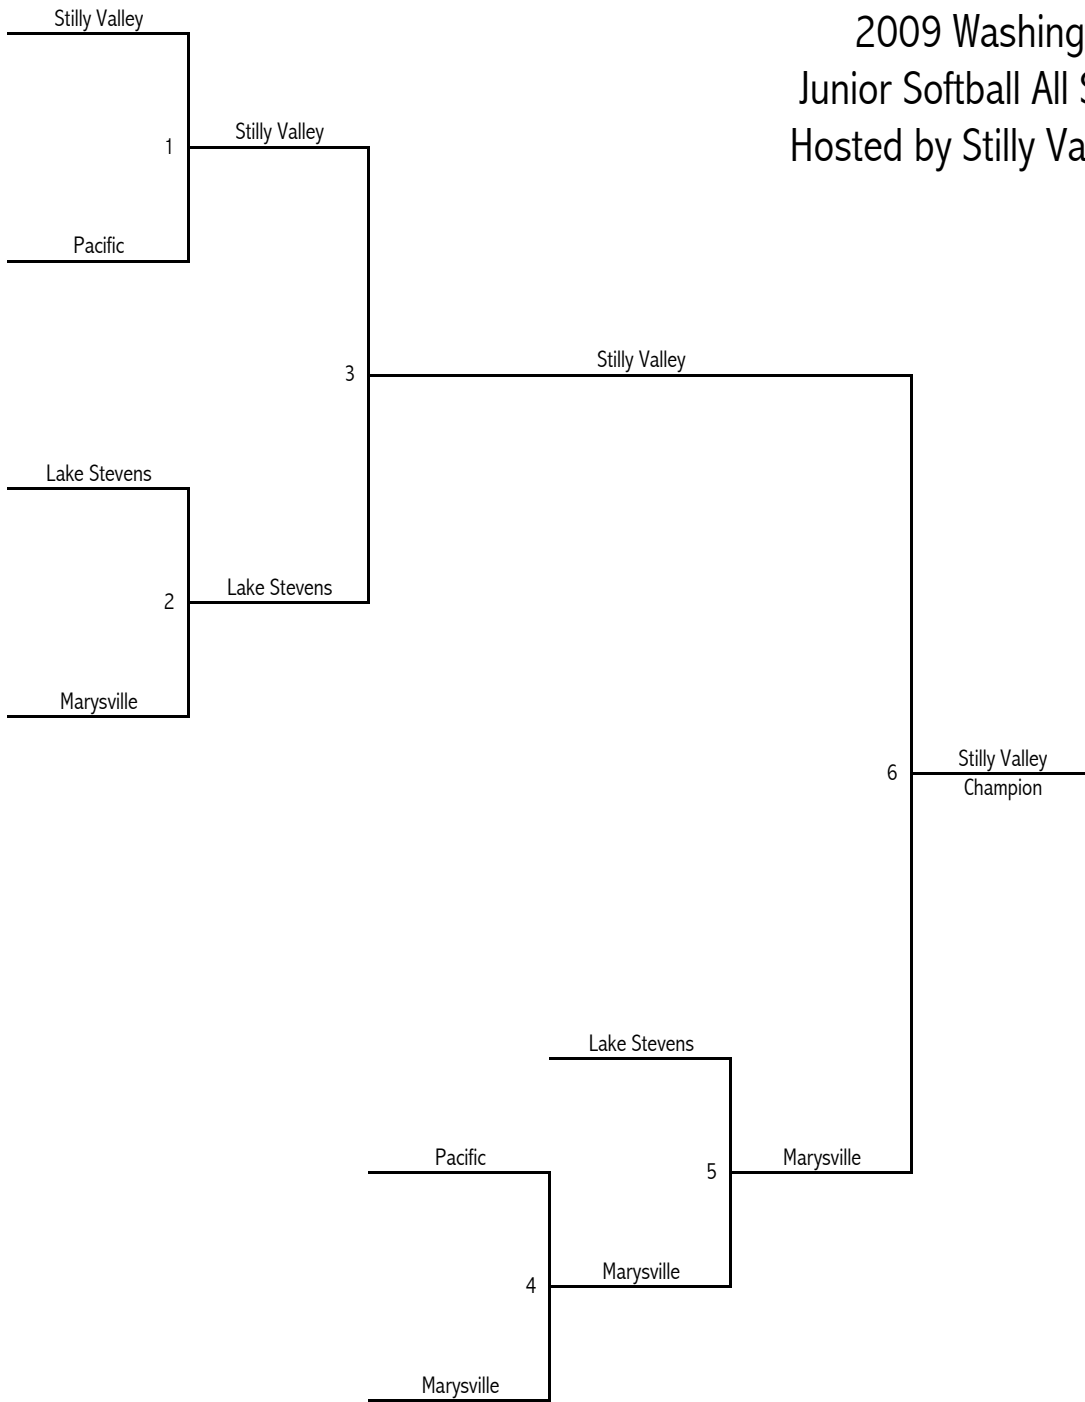 2009 Washing
Junior Softball All S
Hosted by Stilly Va
Stilly Valley
1
Stilly Valley
Pacific
3
Stilly Valley
Lake Stevens
2
Lake Stevens
Marysville
6
Stilly Valley
Champion
Lake Stevens
Pacific
5
Marysville
4
Marysville
Marysville